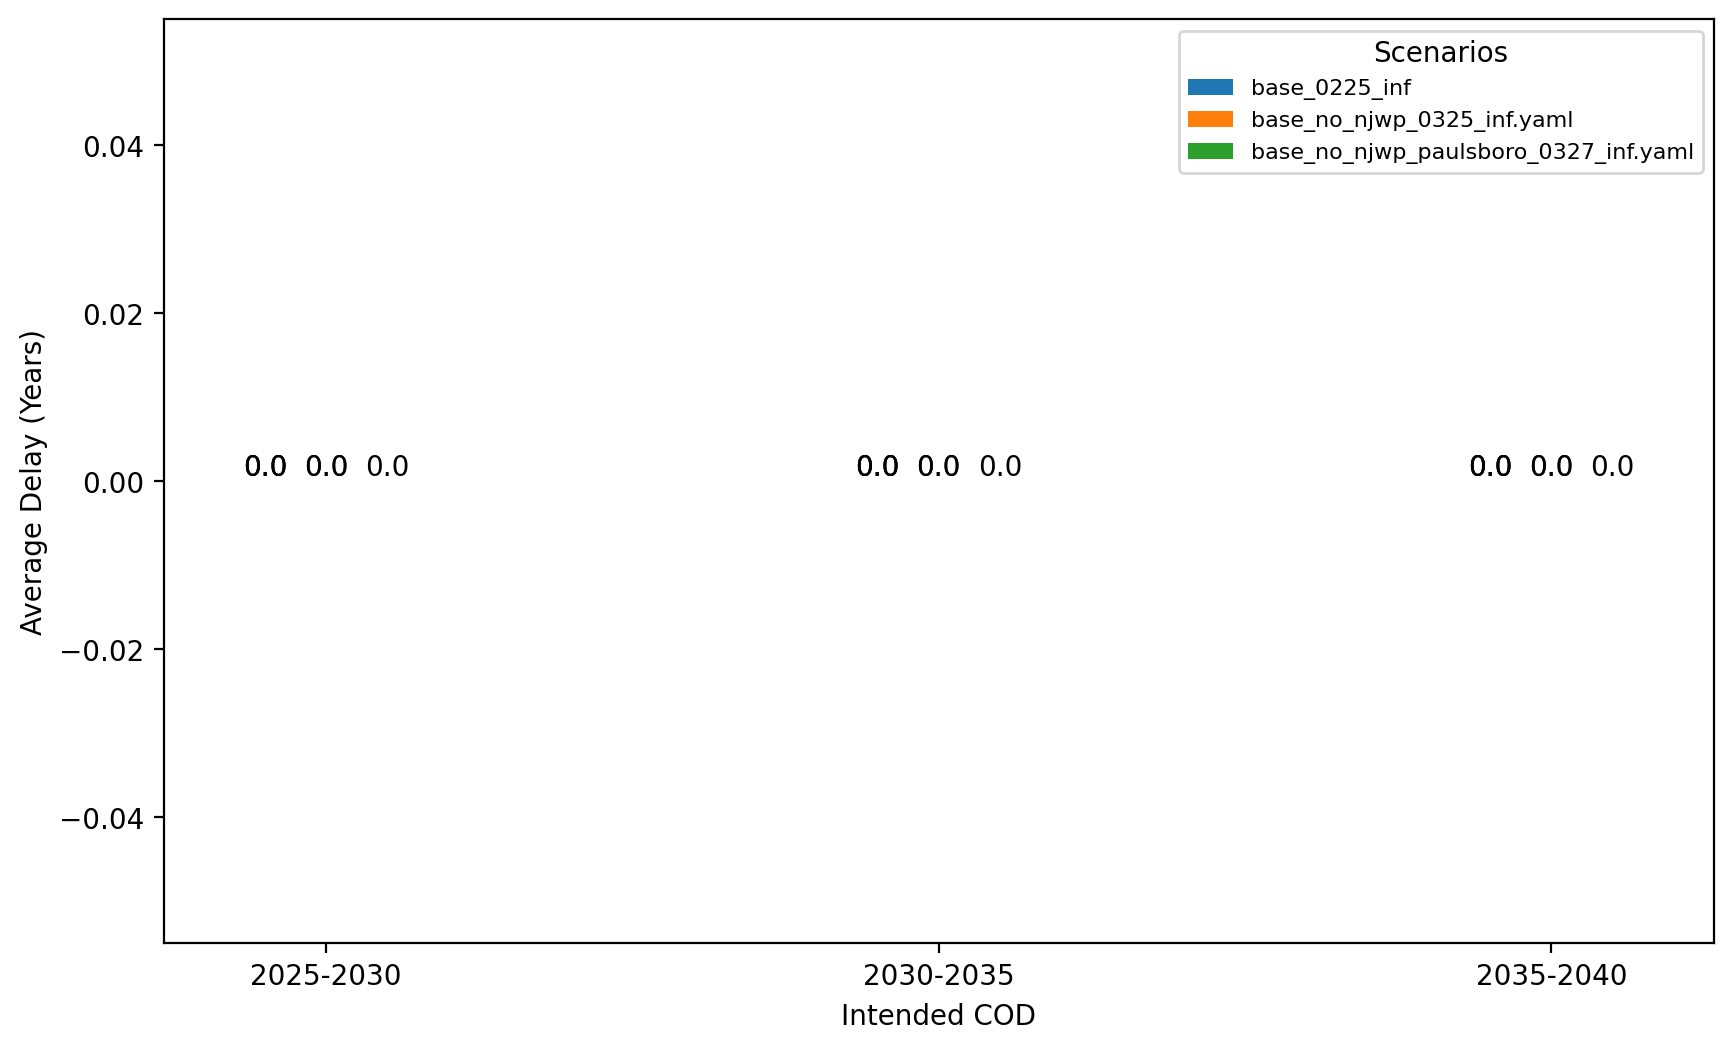 Scenarios
base_0225_inf
base_no_njwp_0325_inf.yaml
base_no_njwp_paulsboro_0327_inf.yaml
Average Delay (Years)
0.04
0.02
0.00
−0.02
−0.04
0.0 0.0 0.0 0.0 0.0 0.0 0.0 0.0 0.0
2025-2030 2030-2035 2035-2040
Intended COD